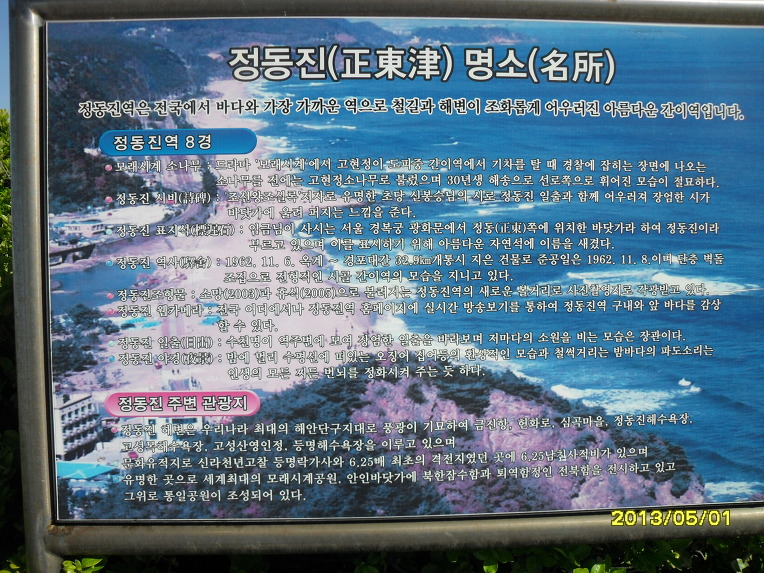 정동진(正東津) 명소(名所)
정동진역은 전국에서 바다와 가장 가까운 역으로 철길과 해변이 조화롭게 어우러진 아름다운 간이역입니다.
정동진역 8경
모래시계 소나무 : 드라마 '모래시계'에서 고현정이 도피중 간이역에서 기차를 탈 때 경찰에 잡히는 장면에 나오는
소나무를 전에는 고현정소나무로 불렀으며 30년생 해송으로 선로쪽으로 휘어진 모습이 절묘하다.
정동진 시비(詩碑) : 조선왕조실록 저자로 유명한 초당 신봉승님의 시로 정동진 일출과 함께 어우러져 장엄한 시가
바닷가에 울려 퍼지는 느낌을 준다.
정동진 표지석(標誌石) : 임금님이 사시는 서울 경복궁 광화문에서 정동(正東)쪽에 위치한 바닷가라 하여 정동진이라
부르고 있으며 이를 표시하기 위해 아름다운 자연석에 이름을 새겼다.
정동진 역사(驛舍) : 1962. 11. 6. 옥계 ~ 경포대간 32.9km개통시 지은 건물로 준공일은 1962. 11. 8.이며 단층 벽돌
조집으로 전형적인 시골 간이역의 모습을 지니고 있다.
정동진조형물 : 소망(2003)과 휴식(2005)으로 불려지는 정동진역의 새로운 볼거리로 사진촬영지로 각광받고 있다.
정동진 웹카메라 : 전국 어디에서나 정동진역 홈페이지에 실시간 방송보기를 통하여 정동진역 구내와 앞 바다를 감상
할 수 있다.
정동진 일출(日出) : 수천명이 역주변에 모여 장엄한 일출을 바라보며 저마다의 소원을 비는 모습은 장관이다.
정동진 야경(夜景) : 밤에 멀리 수평선에 떠있는 오징어 집어등의 환상적인 모습과 철썩거리는 밤바다의 파도소리는
인생의 모든 찌든 번뇌를 정화시켜 주는 듯 하다.
정동진 주변 관광지
정동진 해변은 우리나라 최대의 해안단구지대로 풍광이 기묘하여 금진항, 헌화로, 심곡마을, 정동진해수욕장,
고성목해수욕장, 고성산영인정, 등명해수욕장을 이루고 있으며
문화유적지로 신라천년고찰 등명락가사와 6.25때 최초의 격전지였던 곳에 6.25남침사적비가 있으며
유명한 곳으로 세계최대의 모래시계공원, 안인바닷가에 북한잠수함과 퇴역함정인 전북함을 전시하고 있고
그위로 통일공원이 조성되어 있다.
2013/05/01